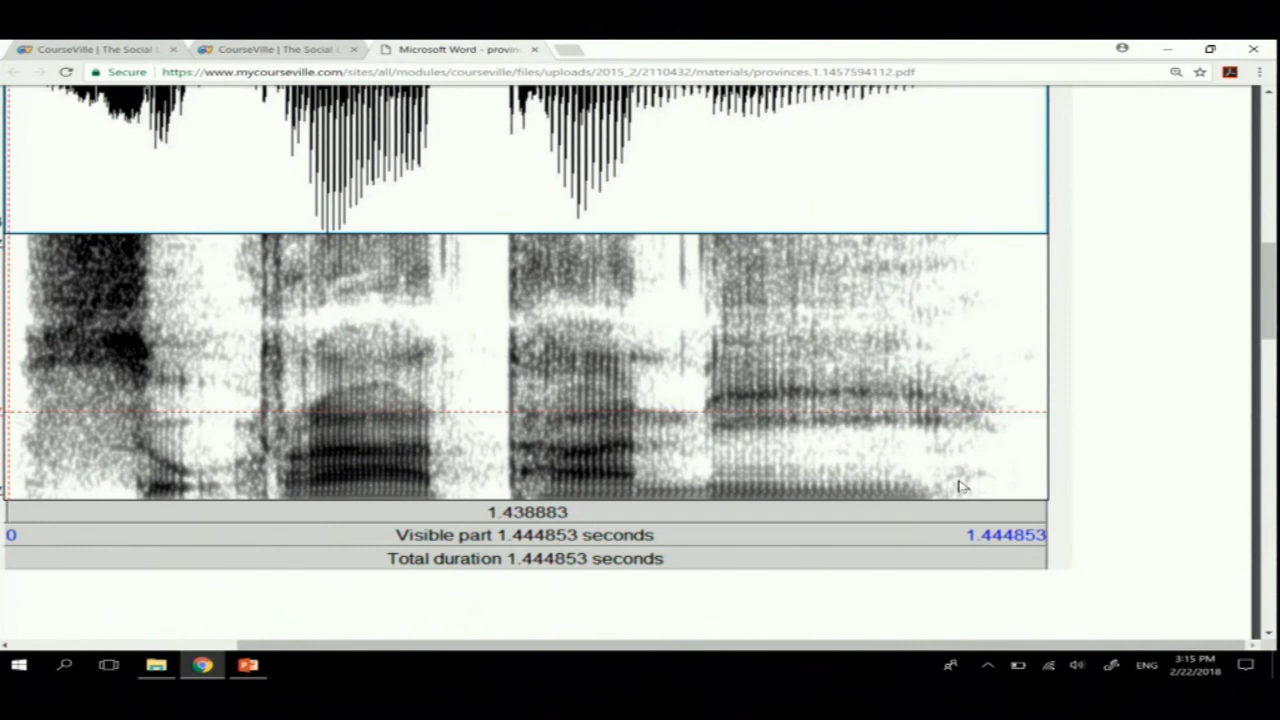 CourseVille | The Social L
CourseVille | The Social L
Microsoft Word - provin
Secure
https://www.mycourseville.com/sites/all/modules/courseville/files/uploads/2015_2/2110432/materials/provinces.1.1457594112.pdf
1.438883
0
Visible part 1.444853 seconds
1.444853
Total duration 1.444853 seconds
ENG
3:15 PM
2/22/2018